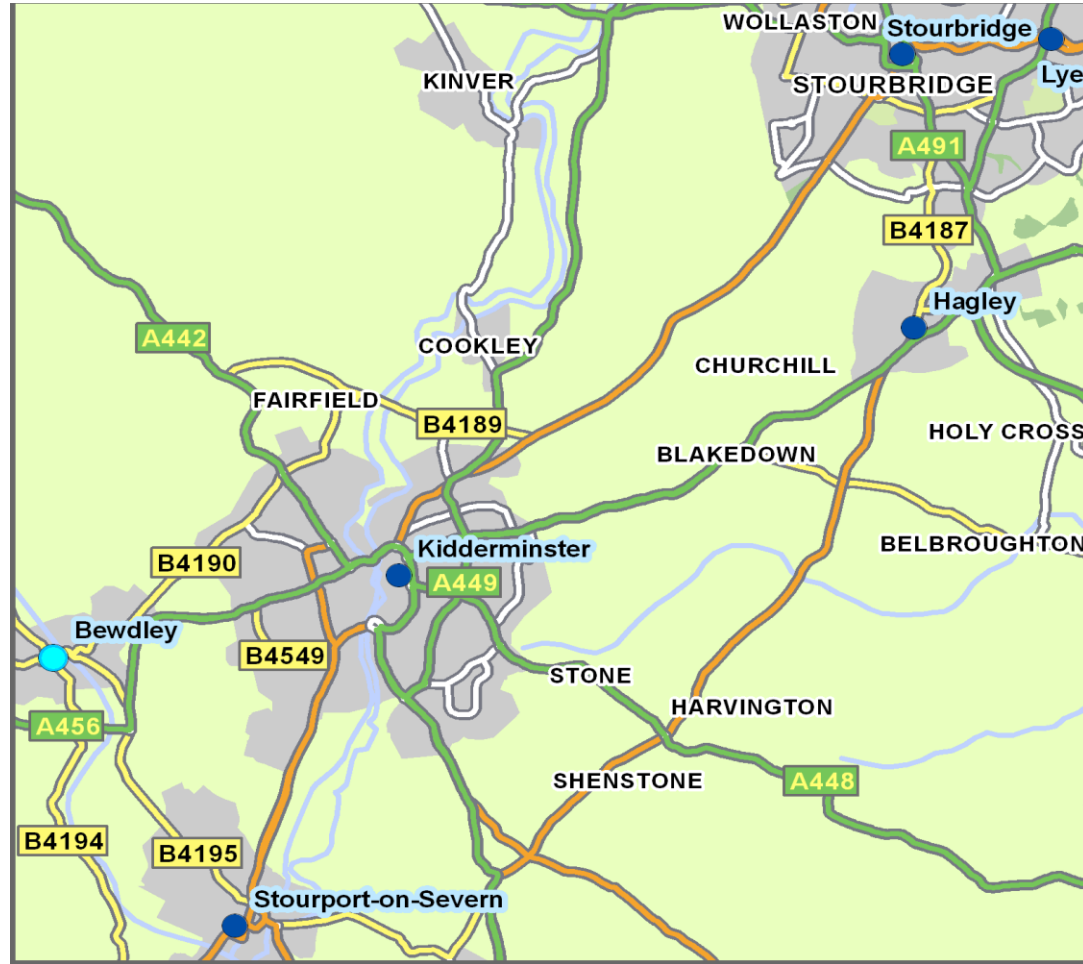 WOLLASTON
Stourbridge
KINVER
STOURBRIDGE
Lye
A491
B4187
Hagley
A442
COOKLEY
CHURCHILL
FAIRFIELD
B4189
HOLY CROSS
BLAKEDOWN
BELBROUGHTON
Kidderminster
B4190
A449
Bewdley
B4549
STONE
HARVINGTON
A456
SHENSTONE
A448
B4194
B4195
Stourport-on-Severn